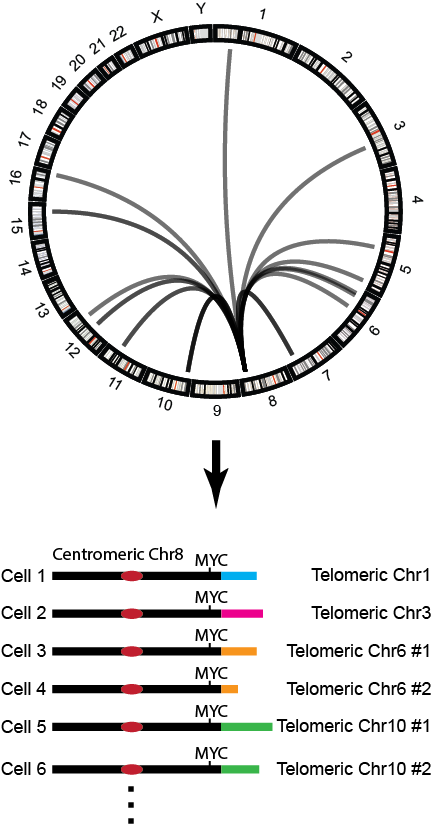 1
2
3
4
5
6
7
8
9
10
11
12
13
14
15
16
17
18
19
20
21
22
X
Y
Centromeric Chr8
MYC
Cell 1 Telomeric Chr1
MYC
Cell 2 Telomeric Chr3
MYC
Cell 3 Telomeric Chr6 #1
MYC
Cell 4 Telomeric Chr6 #2
MYC
Cell 5 Telomeric Chr10 #1
MYC
Cell 6 Telomeric Chr10 #2